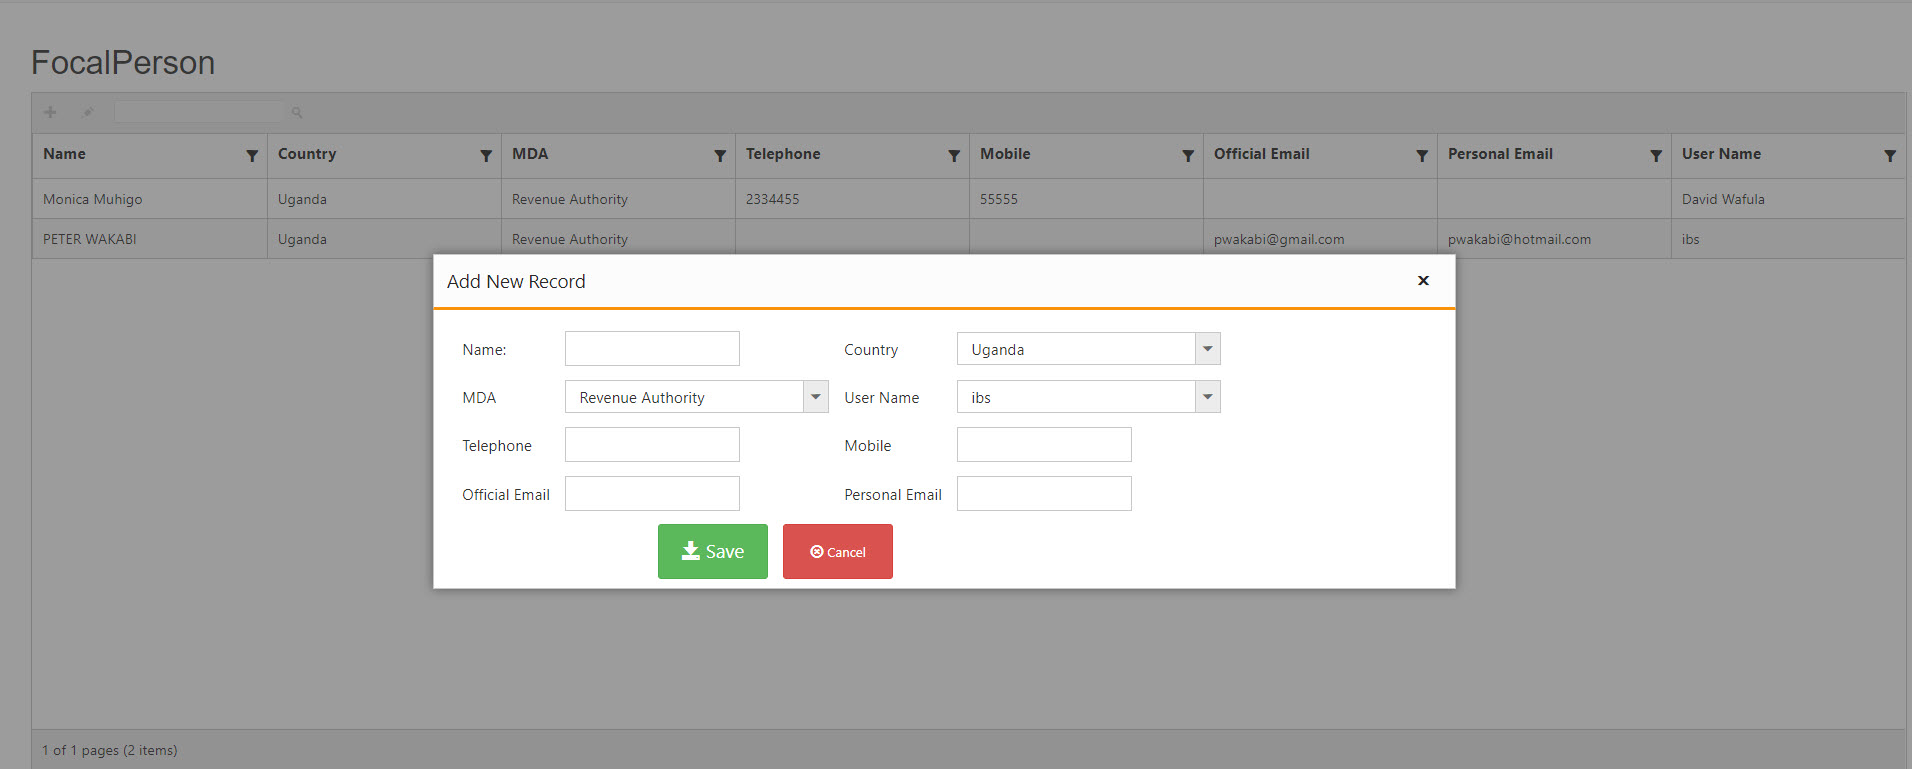 FocalPerson
Name Country MDA Telephone Mobile Official Email Personal Email User Name
Monica Muhigo Uganda Revenue Authority 2334455 55555 David Wafula
PETER WAKABI Uganda Revenue Authority pwakabi@gmail.com pwakabi@hotmail.com ibs
Add New Record
Name: Country Uganda
MDA Revenue Authority User Name ibs
Telephone Mobile
Official Email Personal Email
Save Cancel
1 of 1 pages (2 items)